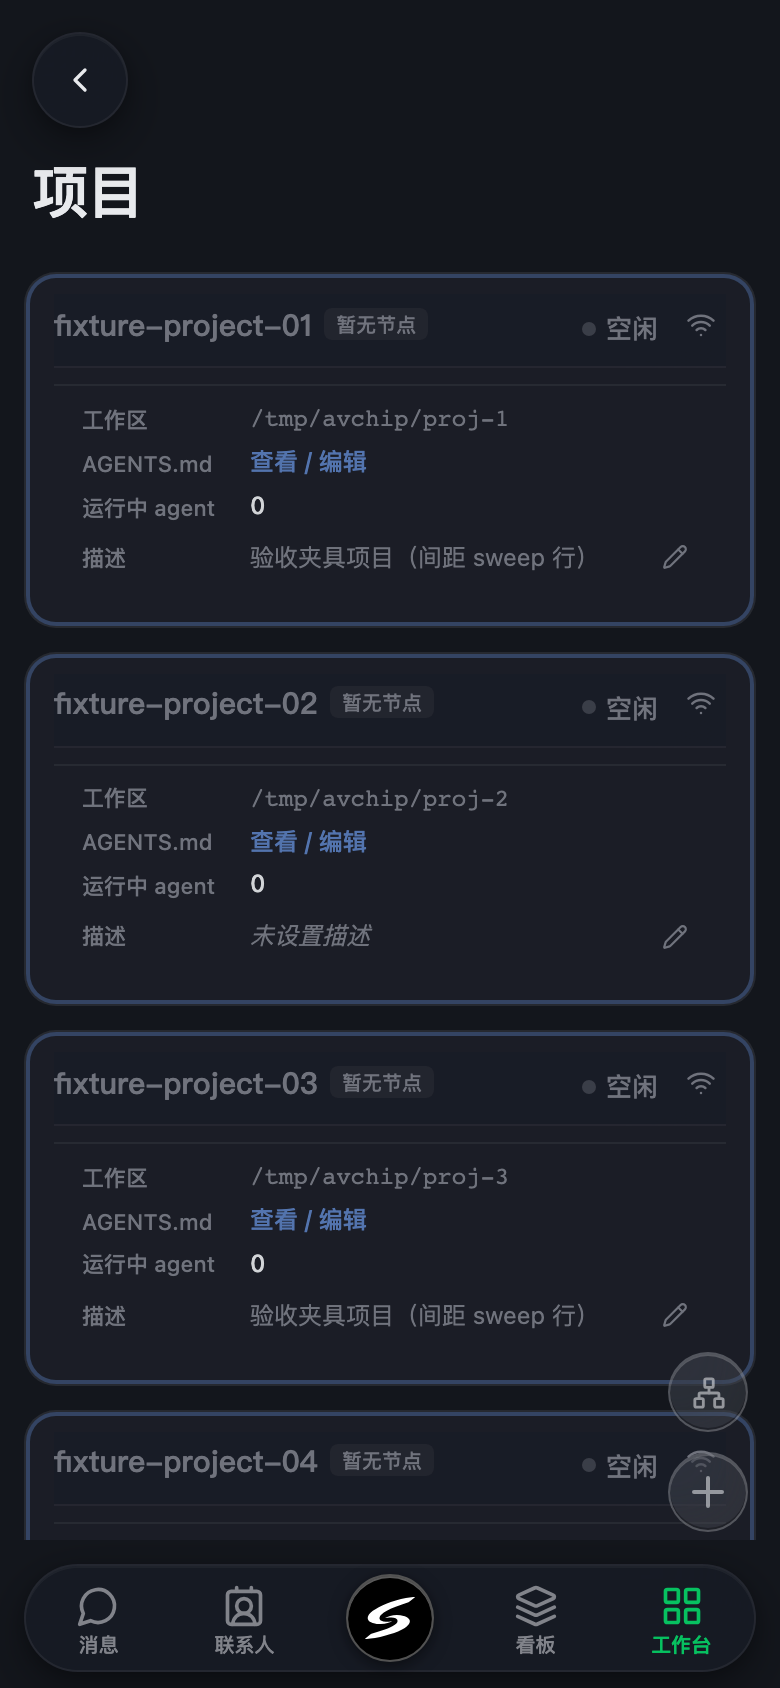 项目
fixture-project-01 暂无节点 空闲
工作区 /tmp/avchip/proj-1
AGENTS.md 查看 / 编辑
运行中 agent 0
描述 验收夹具项目（间距 sweep 行）
fixture-project-02 暂无节点 空闲
工作区 /tmp/avchip/proj-2
AGENTS.md 查看 / 编辑
运行中 agent 0
描述 未设置描述
fixture-project-03 暂无节点 空闲
工作区 /tmp/avchip/proj-3
AGENTS.md 查看 / 编辑
运行中 agent 0
描述 验收夹具项目（间距 sweep 行）
fixture-project-04 暂无节点 空闲
消息 联系人 看板 工作台